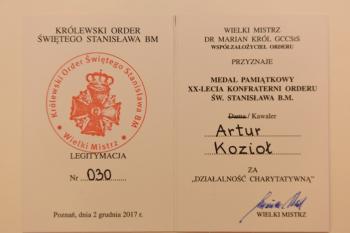 KRÓLEWSKI ORDER
ŚWIĘTEGO STANISŁAWA BM
Królewski Order Świętego Stanisława BM
Wielki Mistrz
LEGITYMACJA
Nr 030
Poznań, dnia 2 grudnia 2017 r.
WIELKI MISTRZ
DR MARIAN KRÓL GCCStS
WSPÓŁZAŁOŻYCIEL ORDERU
PRZYZNAJE
MEDAL PAMIĄTKOWY
XX-LECIA KONFRATERNI ORDERU
ŚW. STANISŁAWA B.M.
Dama / Kawaler
Artur
Kozioł
ZA
„DZIAŁALNOŚĆ CHARYTATYWNĄ”
WIELKI MISTRZ